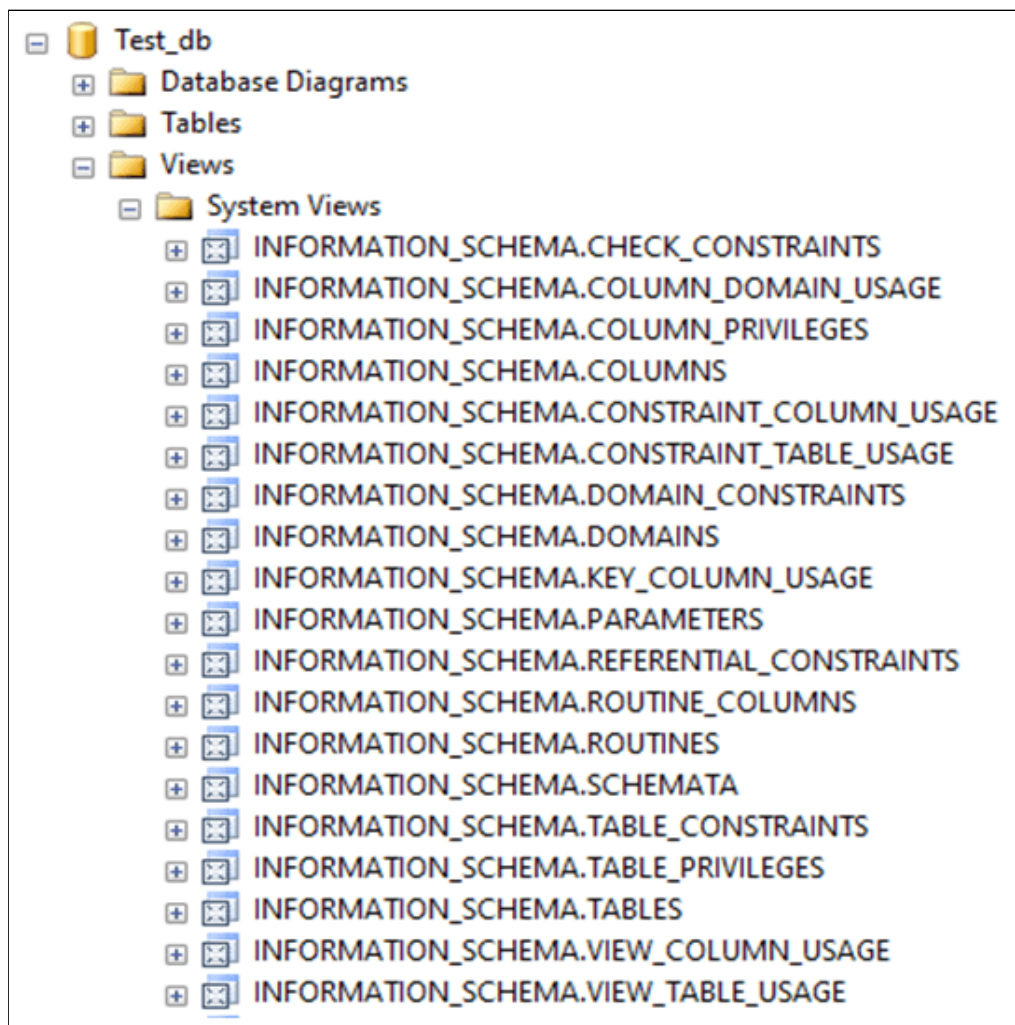 Test_db
Database Diagrams
Tables
Views
System Views
INFORMATION_SCHEMA.CHECK_CONSTRAINTS
INFORMATION_SCHEMA.COLUMN_DOMAIN_USAGE
INFORMATION_SCHEMA.COLUMN_PRIVILEGES
INFORMATION_SCHEMA.COLUMNS
INFORMATION_SCHEMA.CONSTRAINT_COLUMN_USAGE
INFORMATION_SCHEMA.CONSTRAINT_TABLE_USAGE
INFORMATION_SCHEMA.DOMAIN_CONSTRAINTS
INFORMATION_SCHEMA.DOMAINS
INFORMATION_SCHEMA.KEY_COLUMN_USAGE
INFORMATION_SCHEMA.PARAMETERS
INFORMATION_SCHEMA.REFERENTIAL_CONSTRAINTS
INFORMATION_SCHEMA.ROUTINE_COLUMNS
INFORMATION_SCHEMA.ROUTINES
INFORMATION_SCHEMA.SCHEMATA
INFORMATION_SCHEMA.TABLE_CONSTRAINTS
INFORMATION_SCHEMA.TABLE_PRIVILEGES
INFORMATION_SCHEMA.TABLES
INFORMATION_SCHEMA.VIEW_COLUMN_USAGE
INFORMATION_SCHEMA.VIEW_TABLE_USAGE